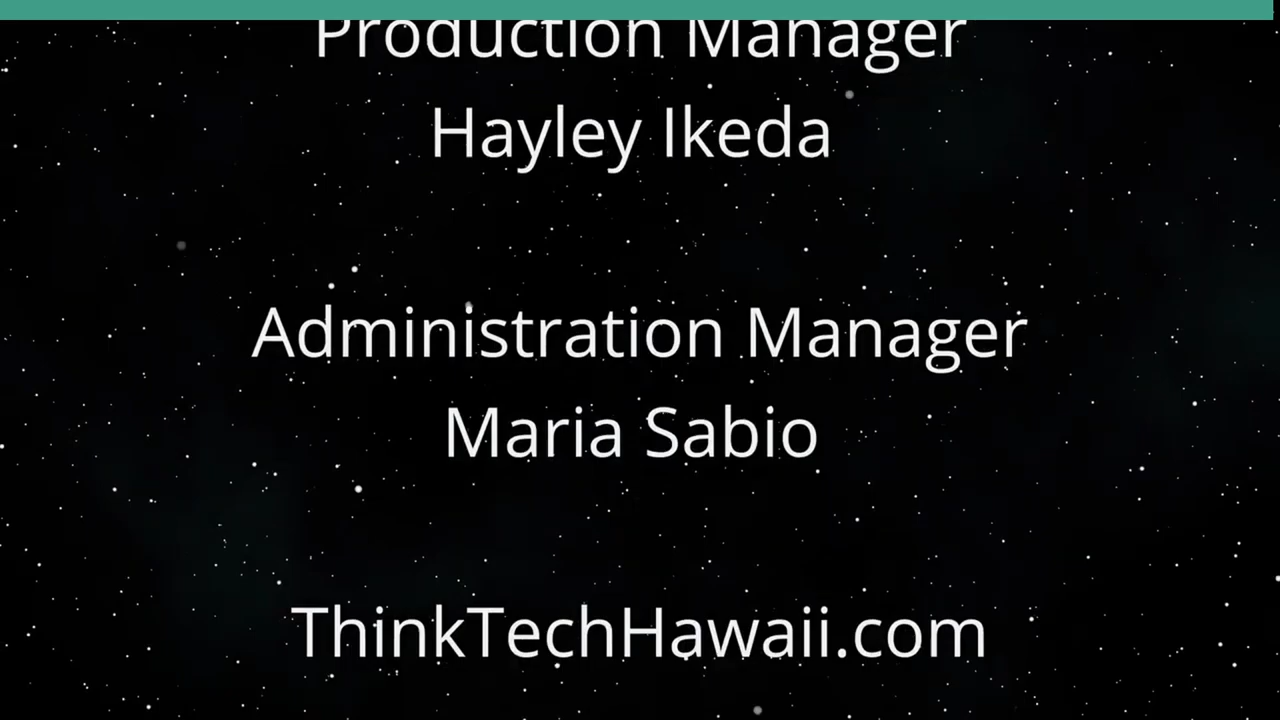 Production Manager
Hayley Ikeda
Administration Manager
Maria Sabio
ThinkTechHawaii.com